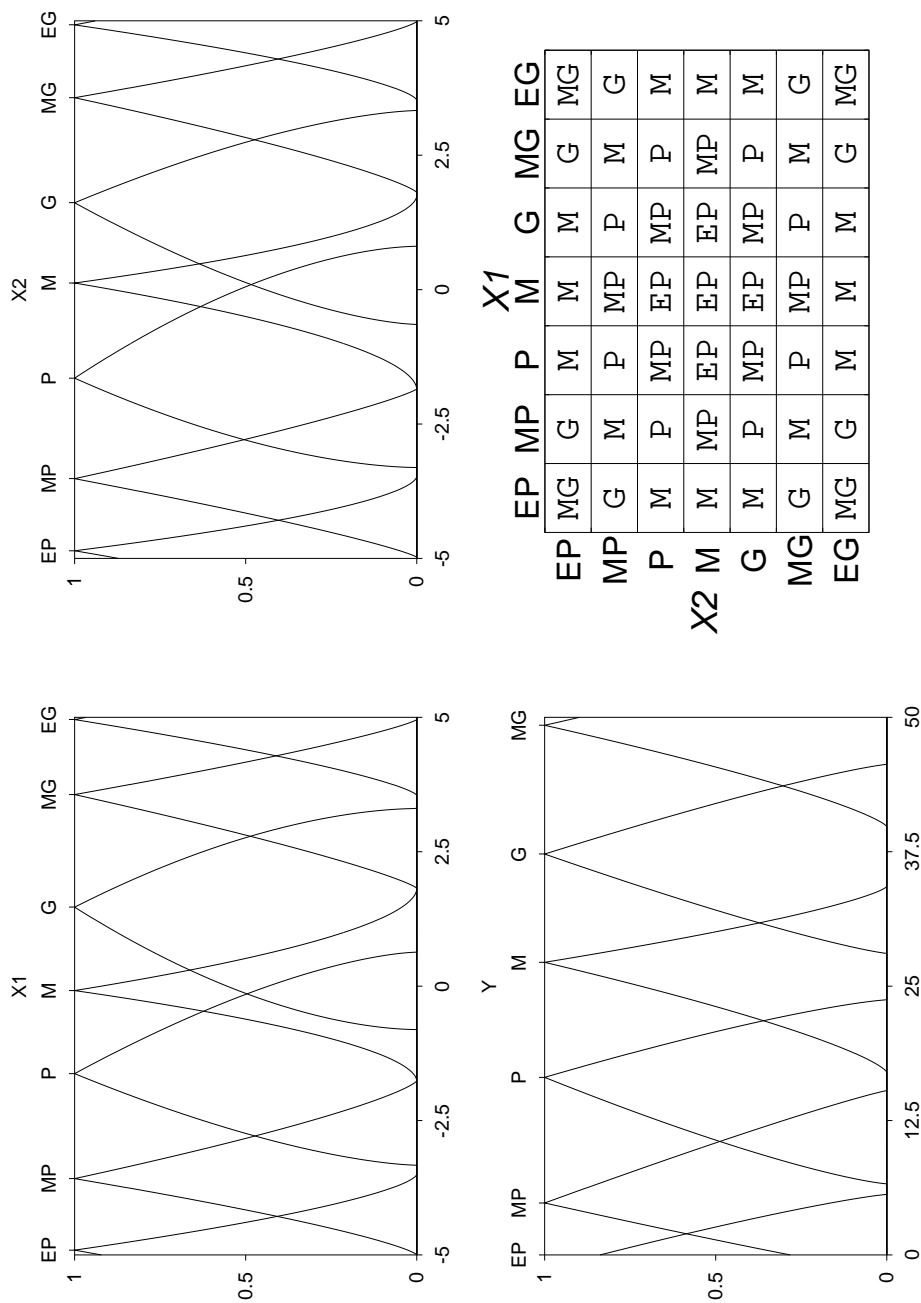 X1
EP MP P M G MG EG
1
0.5
0
-5 -2.5 0 2.5 5
X2
EP MP P M G MG EG
1
0.5
0
-5 -2.5 0 2.5 5
Y
EP MP P M G MG
1
0.5
0
0 12.5 25 37.5 50
X1
EP MP P M G MG EG
EP MG G M M M G MG
MP G M P MP P M G
P M P MP EP MP P M
X2 M M MP EP EP EP MP M
G M P MP EP MP P M
MG G M P MP P M G
EG MG G M M M G MG